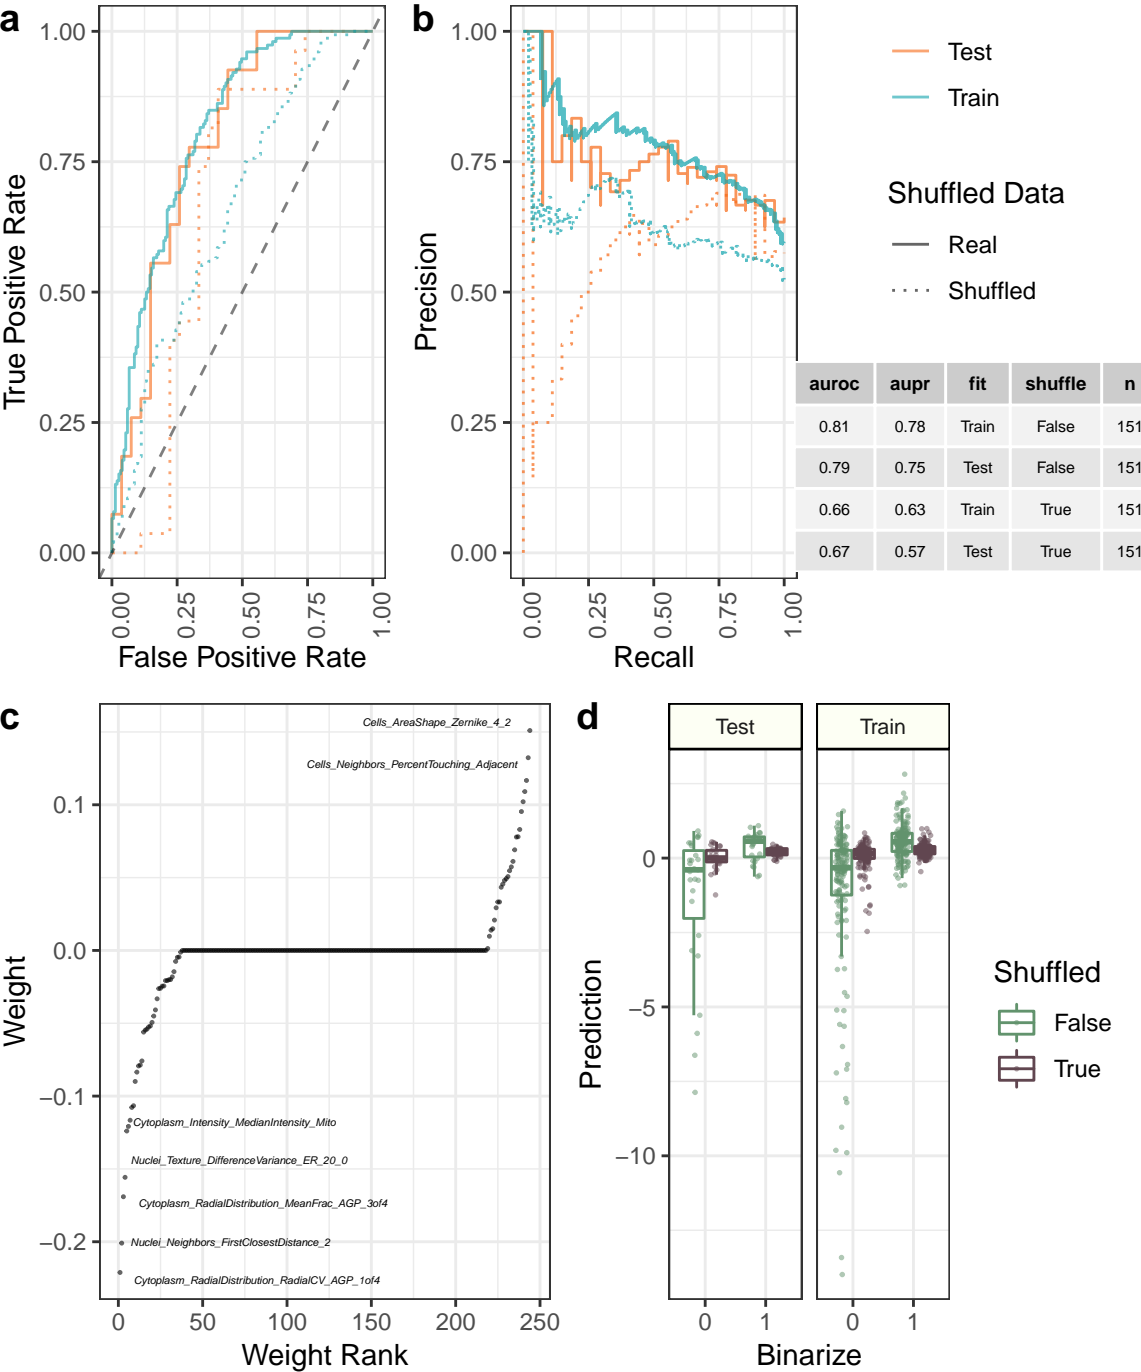 a
1.00
0.75
0.50
0.25
0.00
True Positive Rate
0.00
0.25
0.50
0.75
1.00
False Positive Rate
b
1.00
0.75
0.50
0.25
0.00
Precision
0.00
0.25
0.50
0.75
1.00
Recall
Test
Train
Shuffled Data
Real
Shuffled
auroc aupr fit shuffle n
0.81 0.78 Train False 151
0.79 0.75 Test False 151
0.66 0.63 Train True 151
0.67 0.57 Test True 151
c
Cells_AreaShape_Zernike_4_2
Cells_Neighbors_PercentTouching_Adjacent
0.1
0.0
−0.1
−0.2
Weight
Cytoplasm_Intensity_MedianIntensity_Mito
Nuclei_Texture_DifferenceVariance_ER_20_0
Cytoplasm_RadialDistribution_MeanFrac_AGP_3of4
Nuclei_Neighbors_FirstClosestDistance_2
Cytoplasm_RadialDistribution_RadialCV_AGP_1of4
0 50 100 150 200 250
Weight Rank
d
Test Train
0
−5
−10
Prediction
0 1 0 1
Binarize
Shuffled
False
True